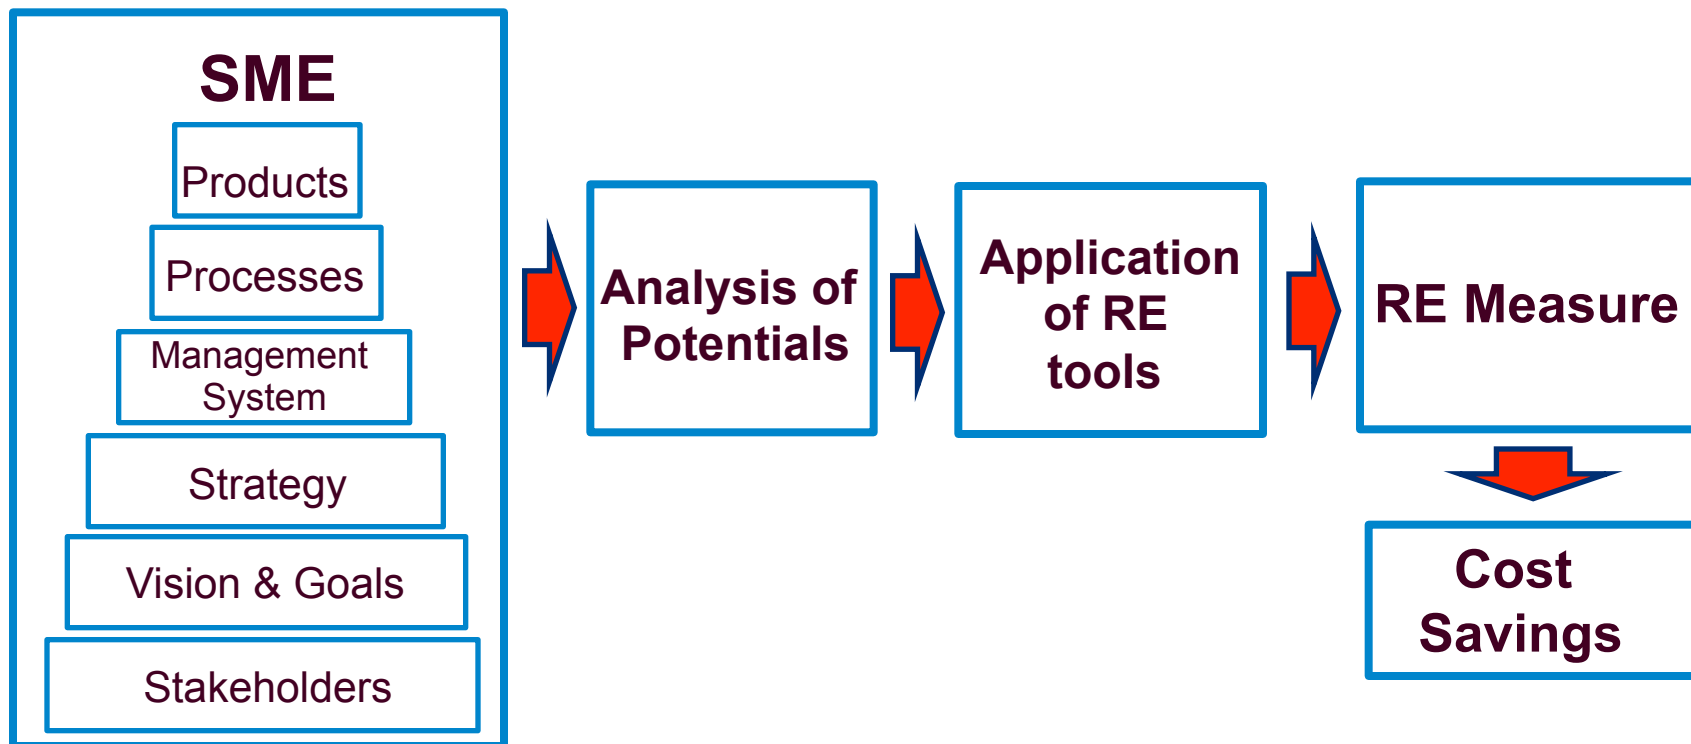 SME
Products
Processes
Management
System
Strategy
Vision & Goals
Stakeholders
Analysis of
Potentials
Application
of RE
tools
RE Measure
Cost
Savings